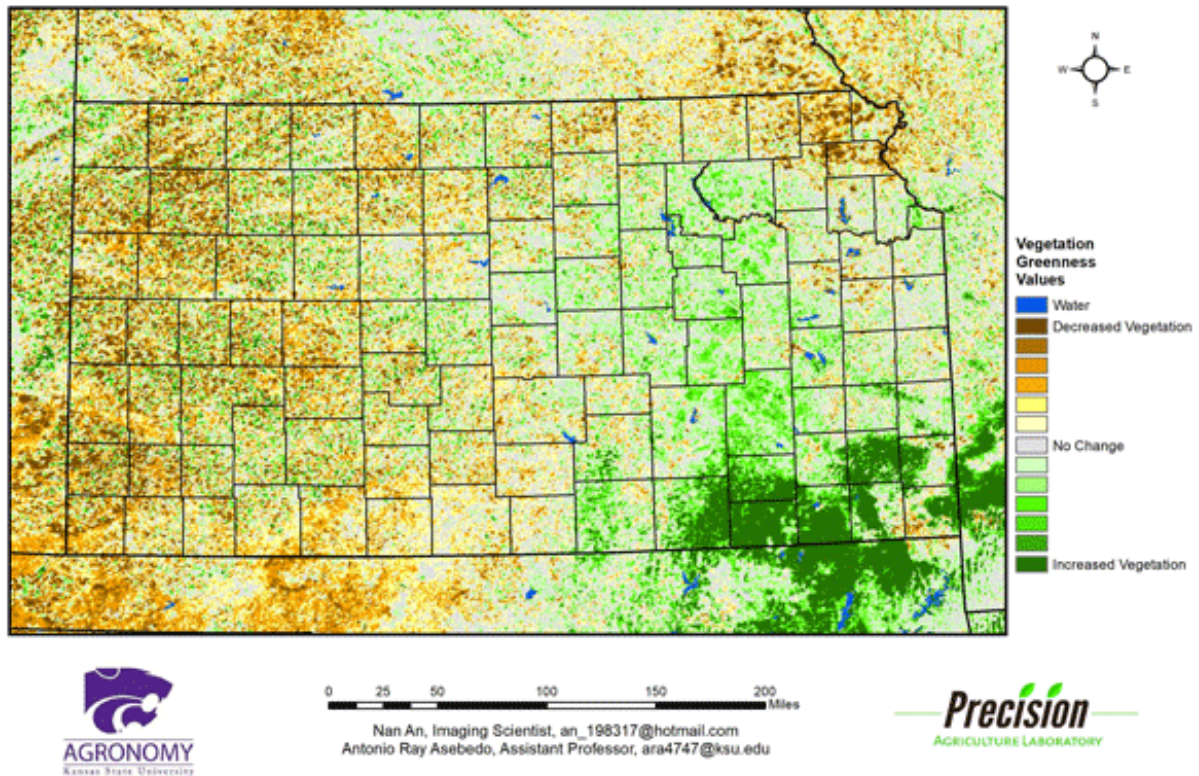 N
W E
S
Vegetation
Greenness
Values
Water
Decreased Vegetation
No Change
Increased Vegetation
0 25 50 100 150 200
Miles
Nan An, Imaging Scientist, an_198317@hotmail.com
Antonio Ray Asebedo, Assistant Professor, ara4747@ksu.edu
AGRONOMY
Kansas State University
Precision
AGRICULTURE LABORATORY